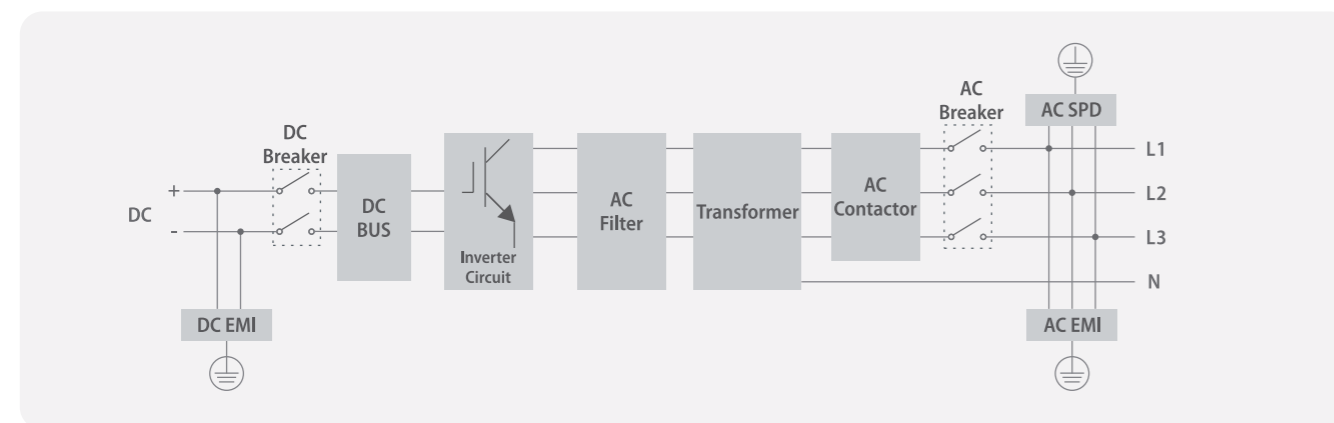 AC
Breaker
AC SPD
DC
Breaker
L1
+
DC
BUS
AC
Filter
Transformer
AC
Contactor
L2
DC
-
Inverter
Circuit
L3
N
DC EMI
AC EMI